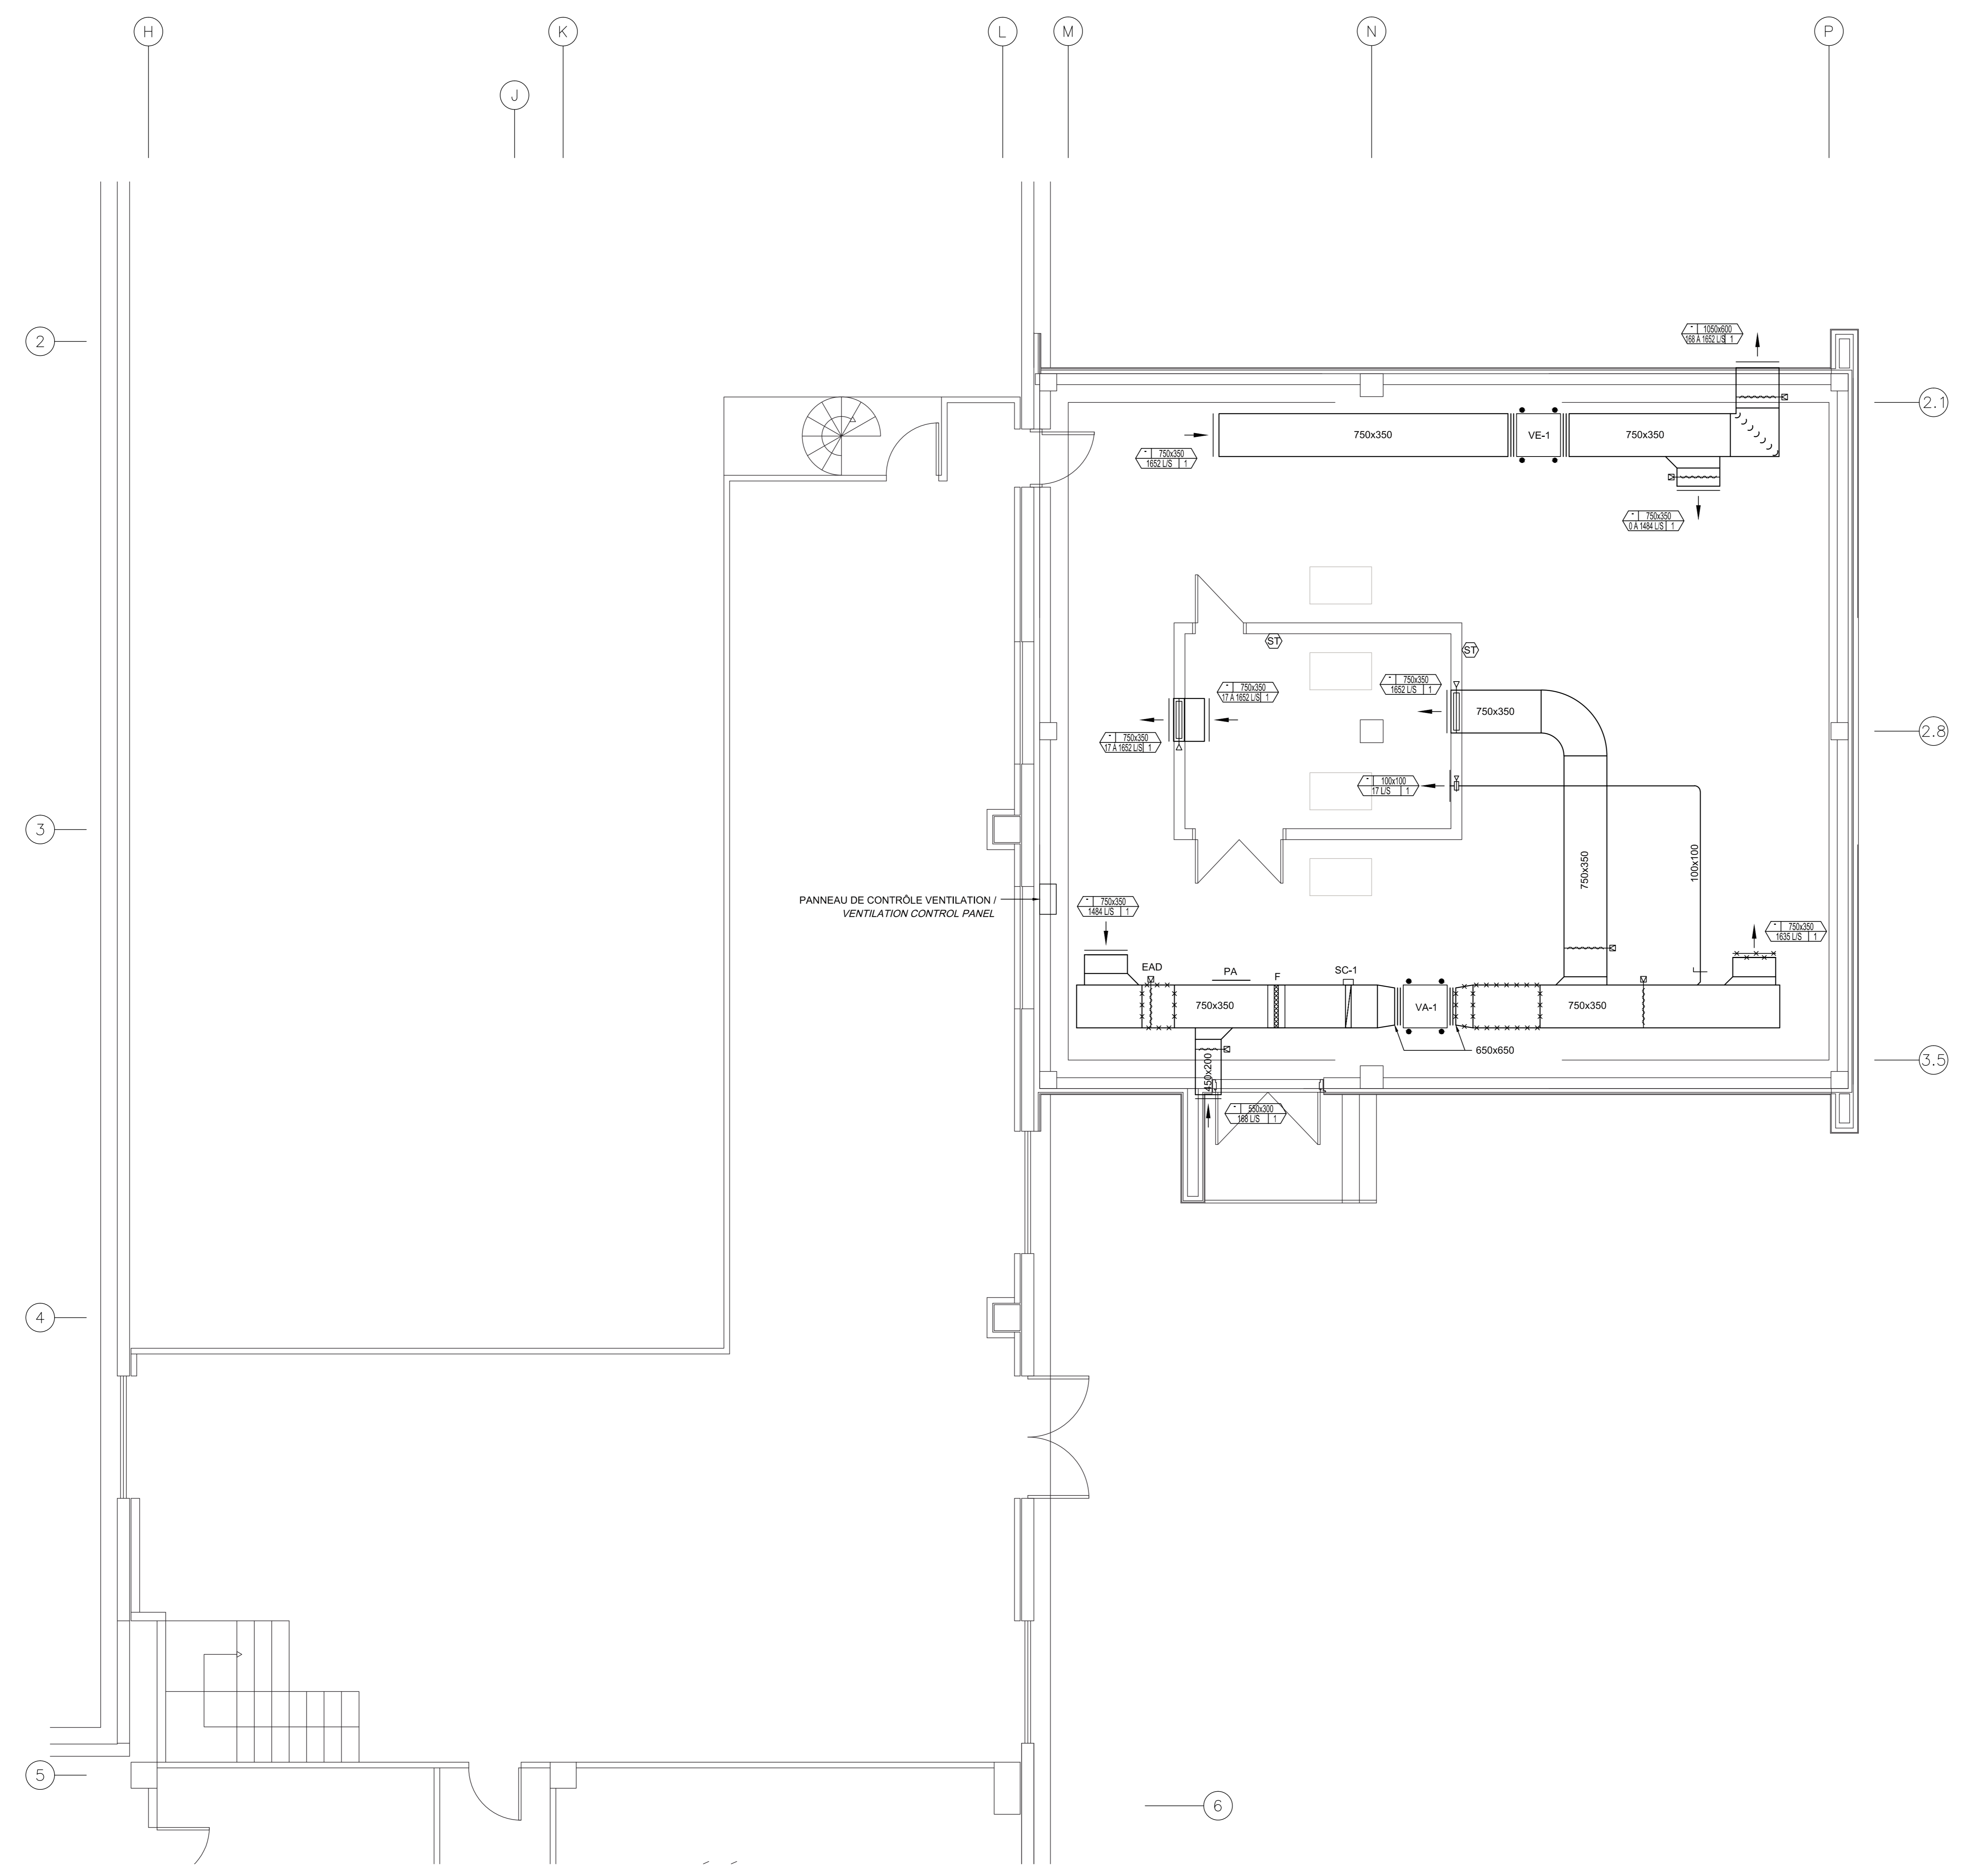 H
K
L
M
N
P
J
2
- 1050x600
168 À 1652 L/S 1
2.1
750x350
VE-1
750x350
- 750x350
1652 L/S 1
- 750x350
0 À 1484 L/S 1
ST
ST
- 750x350
17 À 1652 L/S 1
- 750x350
1652 L/S 1
750x350
2.8
- 750x350
17 À 1652 L/S 1
- 100x100
17 L/S 1
3
750x350
100x100
PANNEAU DE CONTRÔLE VENTILATION /
VENTILATION CONTROL PANEL
- 750x350
1484 L/S 1
- 750x350
1635 L/S 1
EAD
PA
F
SC-1
750x350
VA-1
750x350
650x650
450x200
3.5
- 550x300
168 L/S 1
4
5
6